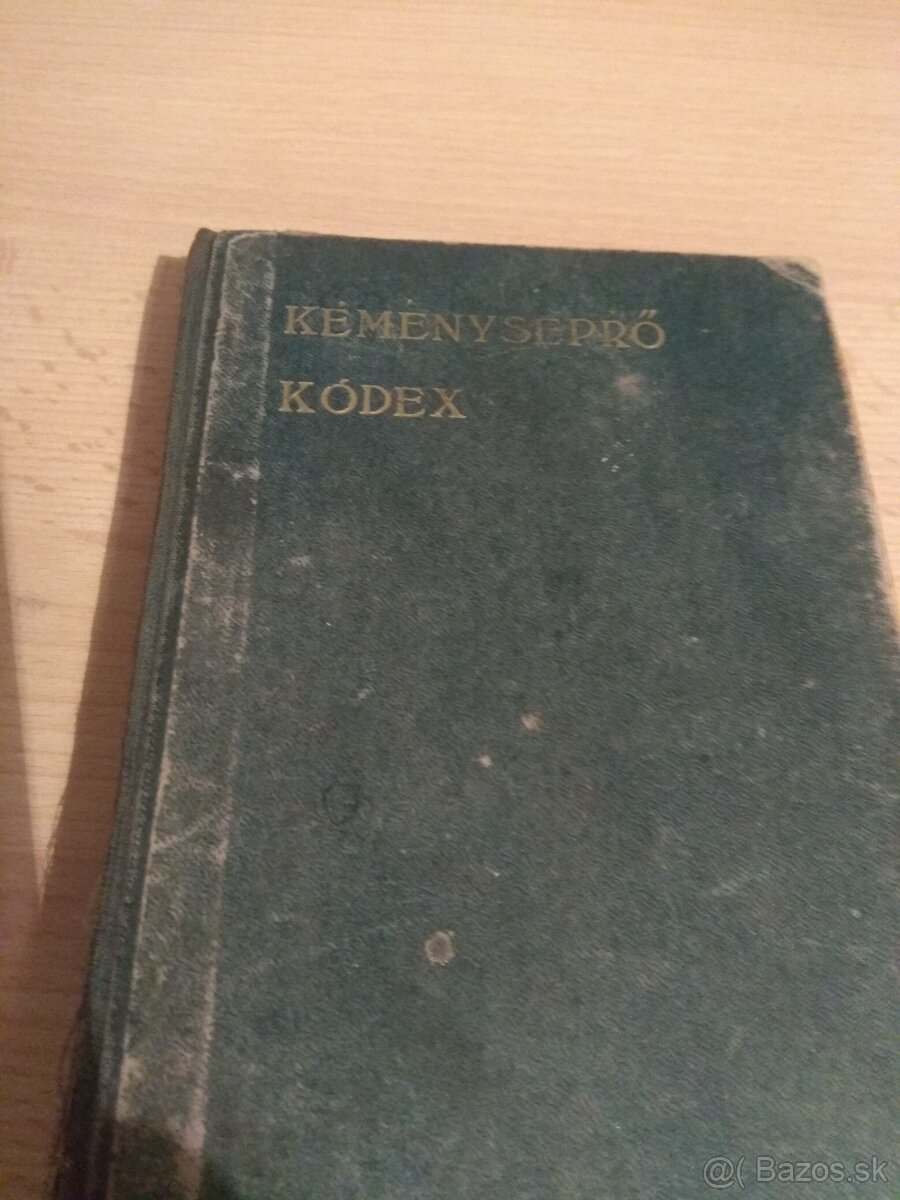 KÉMÉNYSEPRŐ
KÓDEX
@( Bazos.sk